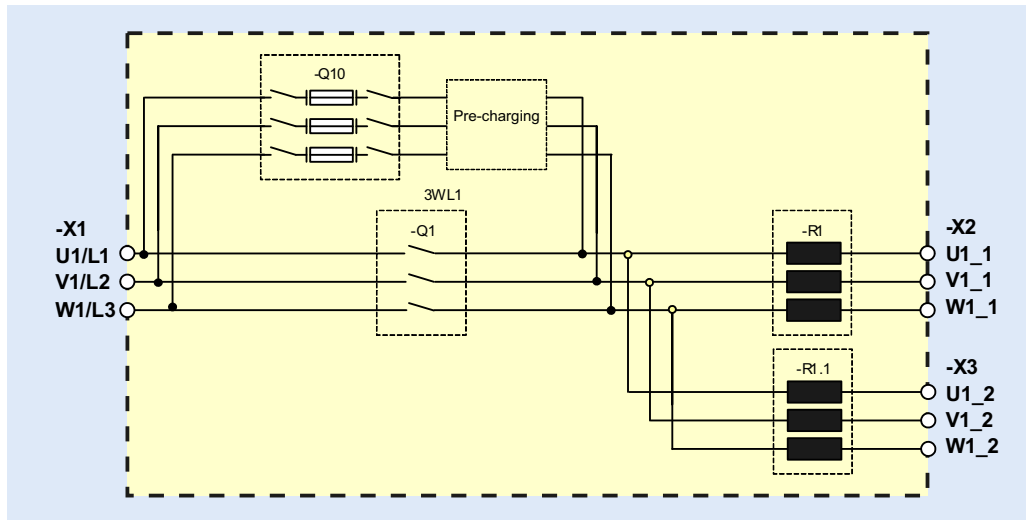 -Q10
Pre-charging
3WL1
-Q1
-X1
U1/L1
V1/L2
W1/L3
-R1
-X2
U1_1
V1_1
W1_1
-R1.1
-X3
U1_2
V1_2
W1_2